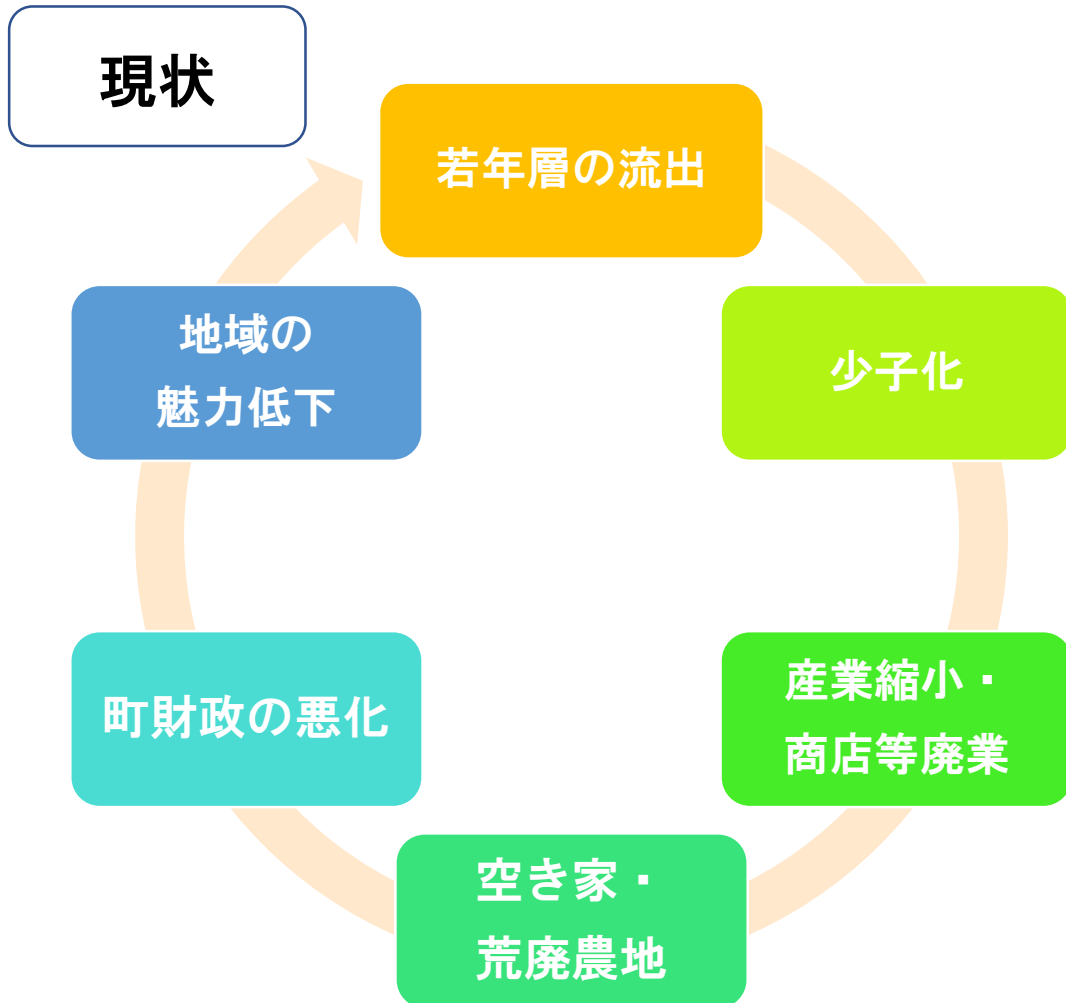 現状
若年層の流出
少子化
産業縮小・
商店等廃業
空き家・
荒廃農地
町財政の悪化
地域の
魅力低下